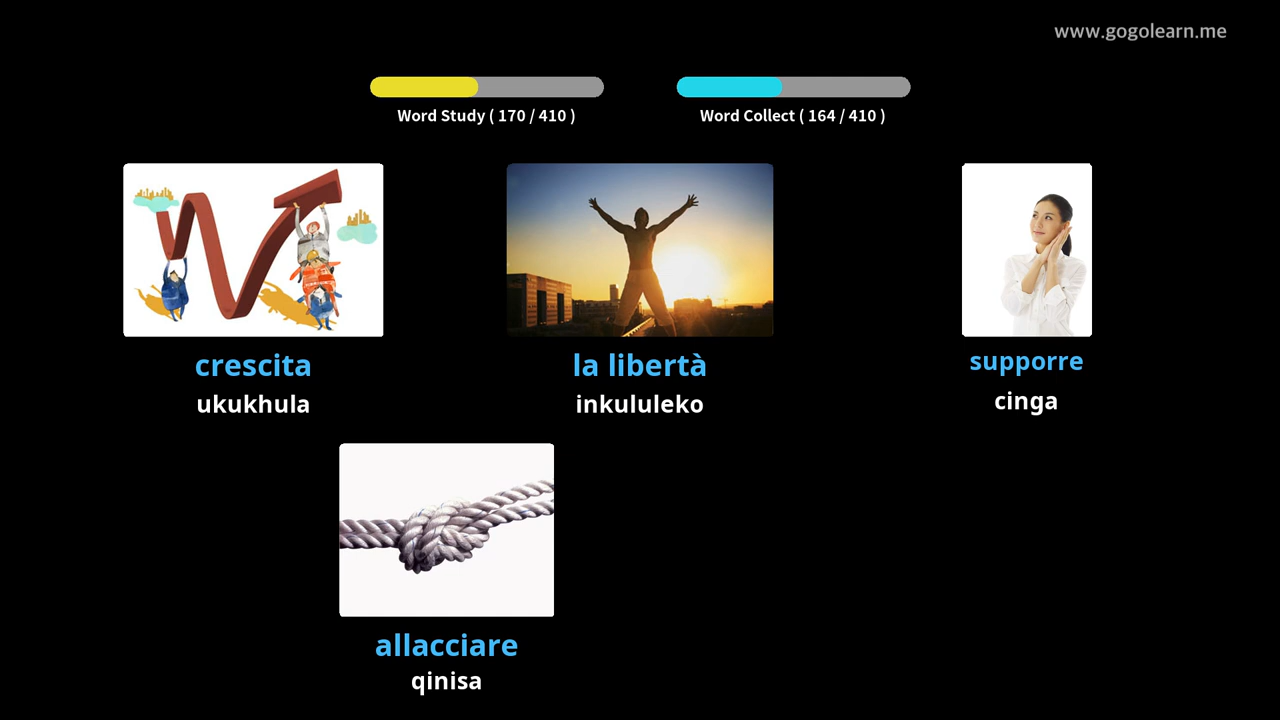 www.gogolearn.me
Word Study ( 170 / 410 )
Word Collect ( 164 / 410 )
crescita
ukukhula
la libertà
inkululeko
supporre
cinga
allacciare
qinisa